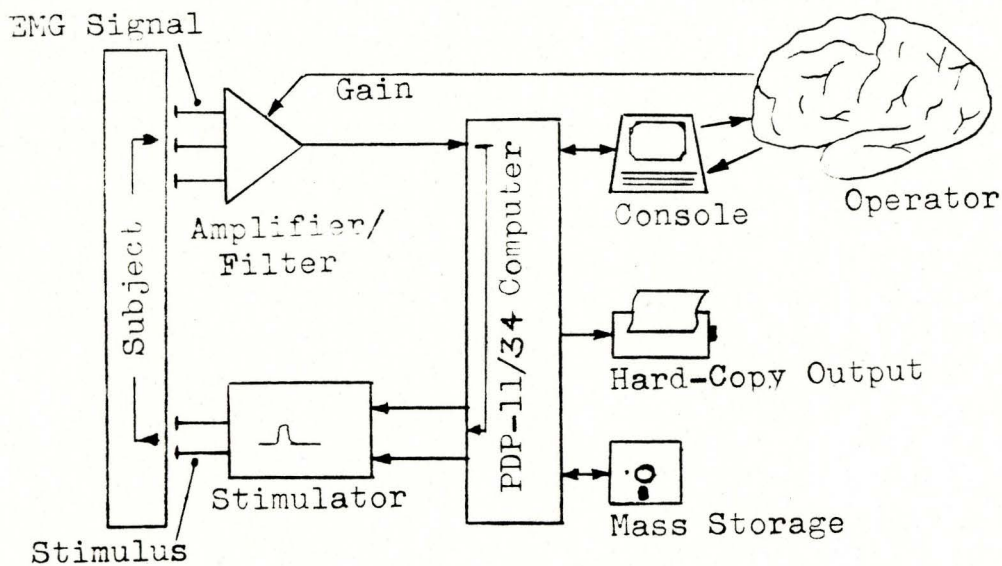 EMG Signal
Gain
Amplifier/
Filter
Subject
PDP-11/34 Computer
Console
Operator
Hard-Copy Output
Stimulator
Mass Storage
Stimulus